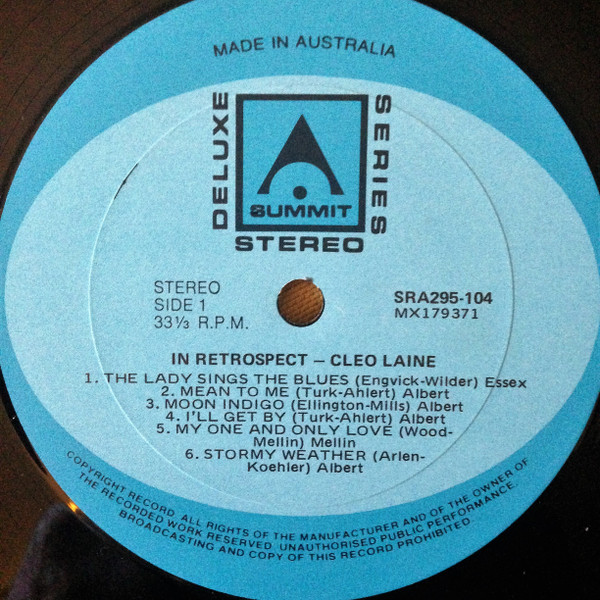 MADE IN AUSTRALIA
DELUXE
SERIES
SUMMIT
STEREO
STEREO
SIDE 1
33⅓ R.P.M.
SRA295-104
MX179371
IN RETROSPECT – CLEO LAINE
1. THE LADY SINGS THE BLUES (Engvick-Wilder) Essex
2. MEAN TO ME (Turk-Ahlert) Albert
3. MOON INDIGO (Ellington-Mills) Albert
4. I'LL GET BY (Turk-Ahlert) Albert
5. MY ONE AND ONLY LOVE (Wood-
Mellin) Mellin
6. STORMY WEATHER (Arlen-
Koehler) Albert
COPYRIGHT RECORD. ALL RIGHTS OF THE MANUFACTURER AND OF THE OWNER OF
THE RECORDED WORK RESERVED. UNAUTHORISED PUBLIC PERFORMANCE.
BROADCASTING AND COPY OF THIS RECORD PROHIBITED.